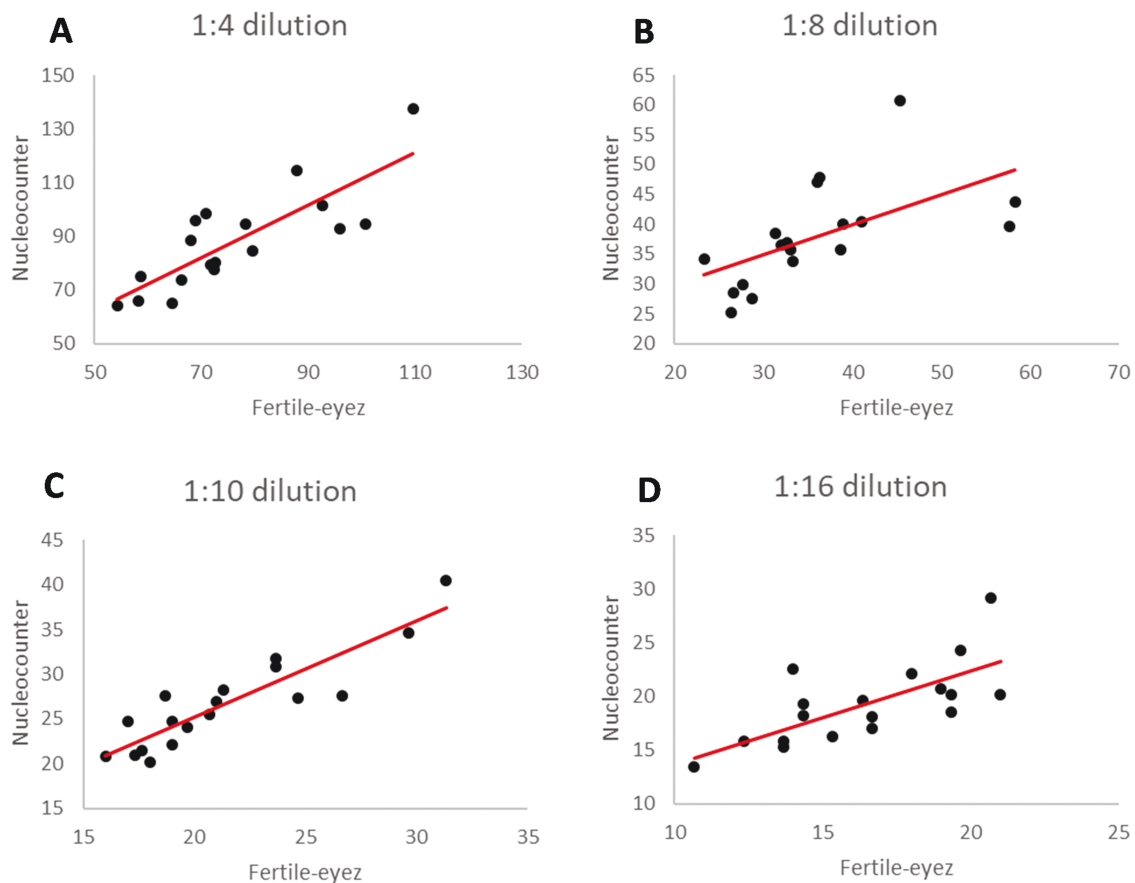 A
1:4 dilution
Nucleocounter
150
130
110
90
70
50
50 70 90 110 130
Fertile-eyez
B
1:8 dilution
Nucleocounter
65
60
55
50
45
40
35
30
25
20
20 30 40 50 60 70
Fertile-eyez
C
1:10 dilution
Nucleocounter
45
40
35
30
25
20
15
15 20 25 30 35
Fertile-eyez
D
1:16 dilution
Nucleocounter
35
30
25
20
15
10
10 15 20 25
Fertile-eyez